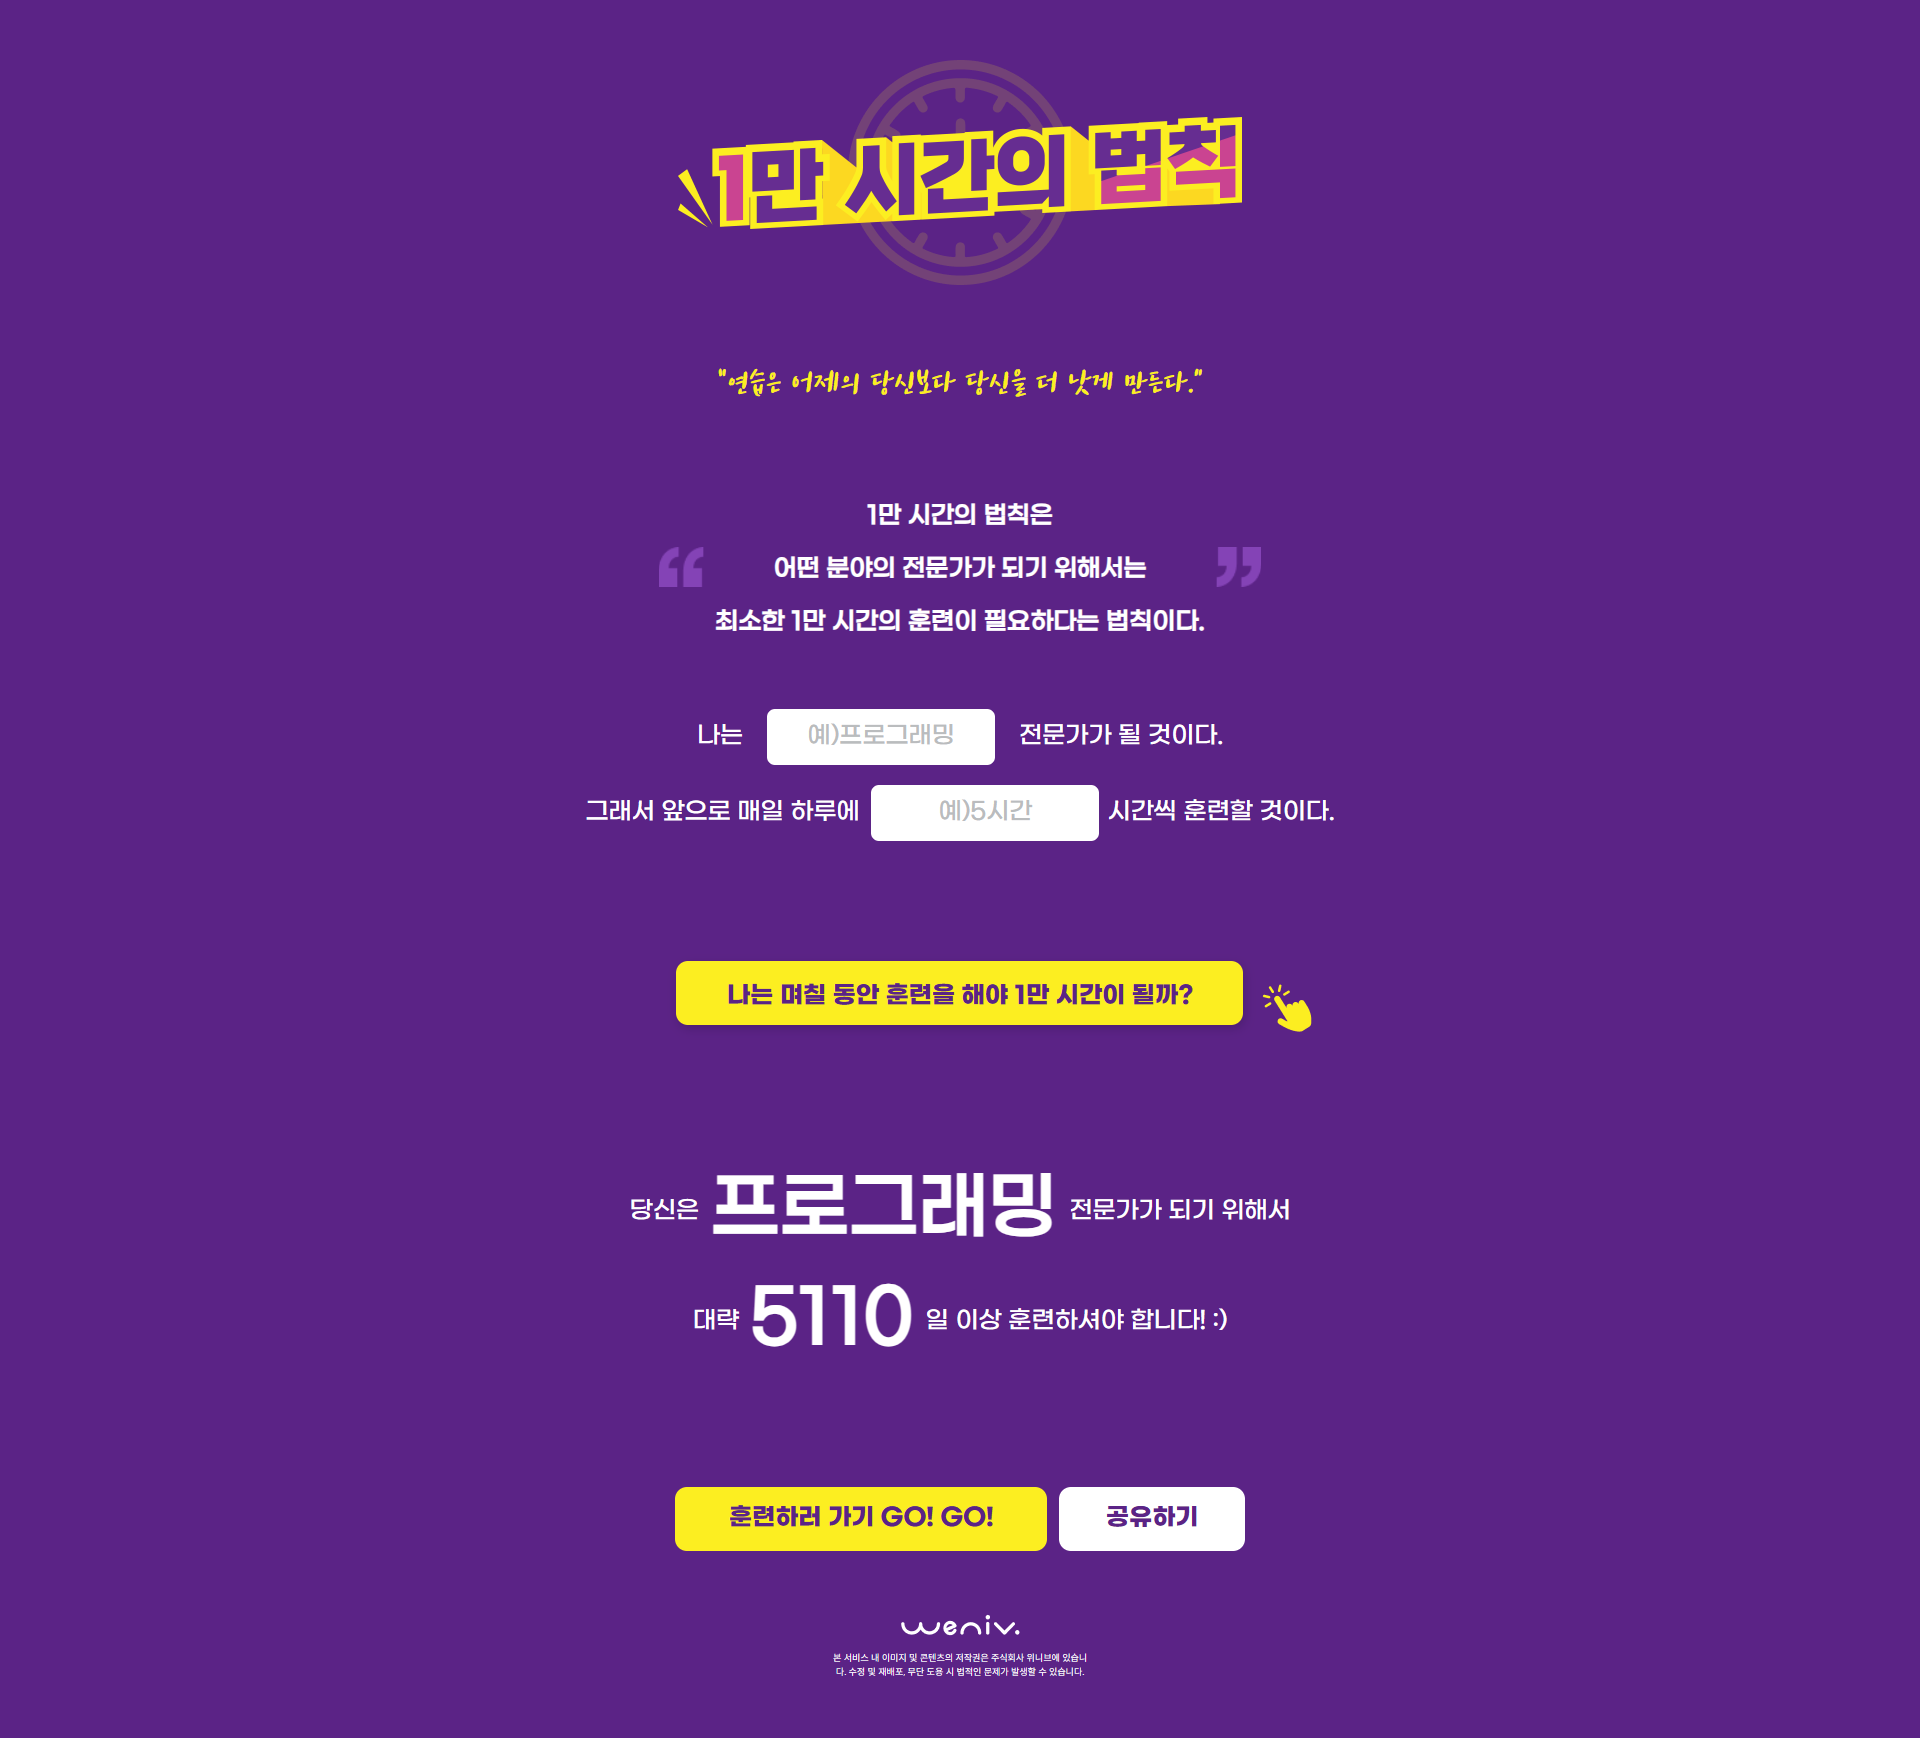 1만 시간의 법칙
"연습은 어제의 당신보다 당신을 더 낫게 만든다."
1만 시간의 법칙은
어떤 분야의 전문가가 되기 위해서는
최소한 1만 시간의 훈련이 필요하다는 법칙이다.
나는 예)프로그래밍 전문가가 될 것이다.
그래서 앞으로 매일 하루에 예)5시간 시간씩 훈련할 것이다.
나는 며칠 동안 훈련을 해야 1만 시간이 될까?
당신은 프로그래밍 전문가가 되기 위해서
대략 5110 일 이상 훈련하셔야 합니다! :)
훈련하러 가기 GO! GO! 공유하기
weniv.
본 서비스 내 이미지 및 콘텐츠의 저작권은 주식회사 위니브에 있습니
다. 수정 및 재배포, 무단 도용 시 법적인 문제가 발생할 수 있습니다.